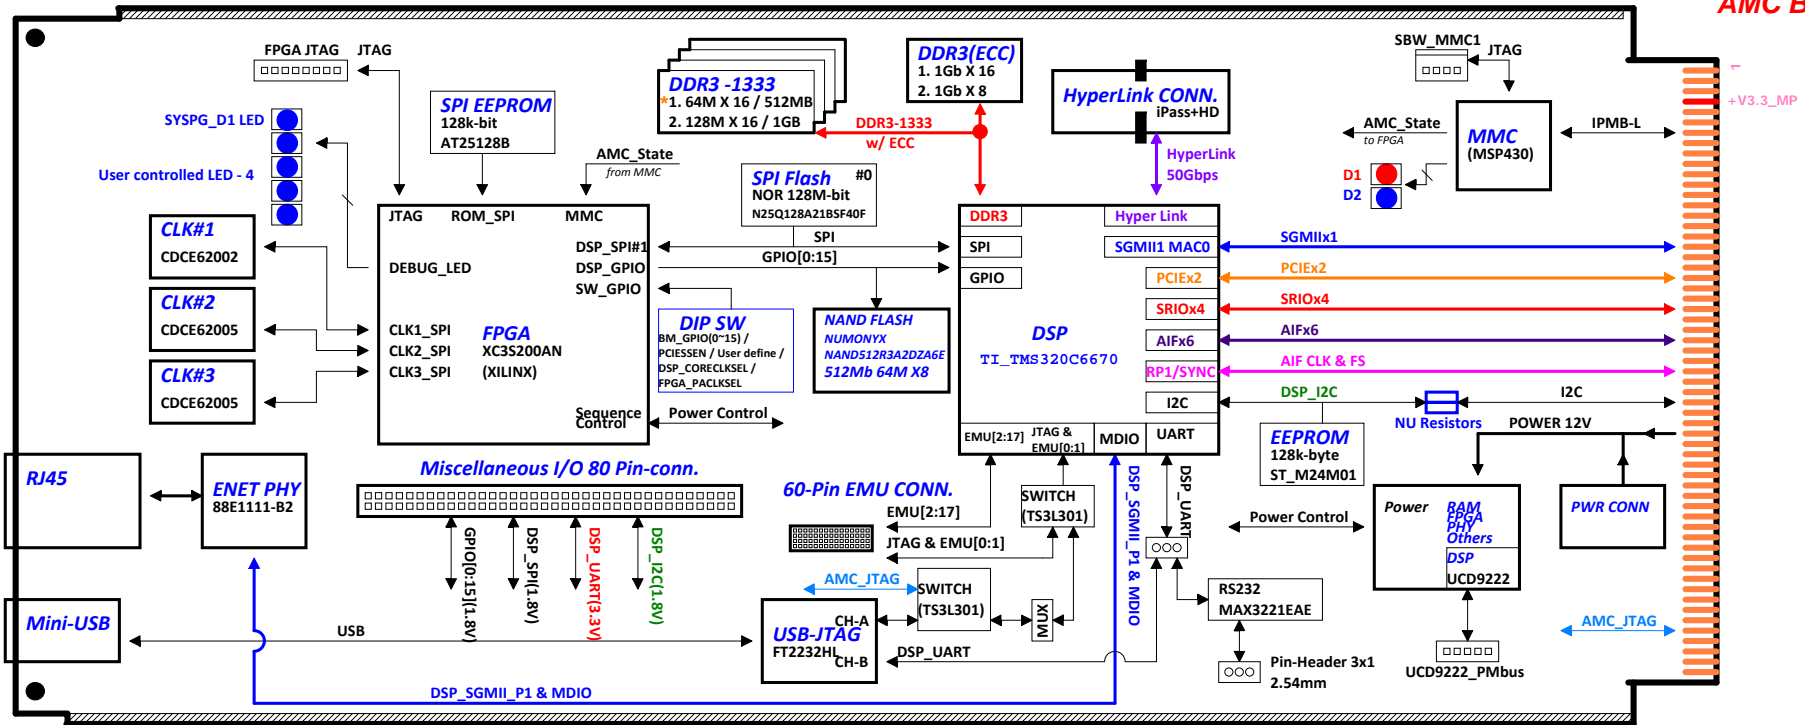 AMC B
FPGA JTAG
JTAG
SYSPG_D1 LED
User controlled LED - 4
SPI EEPROM
128k-bit
AT25128B
DDR3 -1333
*1. 64M X 16 / 512MB
2. 128M X 16 / 1GB
DDR3(ECC)
1. 1Gb X 16
2. 1Gb X 8
DDR3-1333
w/ ECC
HyperLink CONN.
iPass+HD
HyperLink
50Gbps
SBW_MMC1
JTAG
MMC
(MSP430)
AMC_State
to FPGA
IPMB-L
D1
D2
1
+V3.3_MP
AMC_State
from MMC
SPI Flash #0
NOR 128M-bit
N25Q128A21BSF40F
CLK#1
CDCE62002
CLK#2
CDCE62005
CLK#3
CDCE62005
JTAG
ROM_SPI
MMC
DSP_SPI#1
DSP_GPIO
SW_GPIO
DEBUG_LED
CLK1_SPI
CLK2_SPI
CLK3_SPI
FPGA
XC3S200AN
(XILINX)
Sequence
Control
Power Control
SPI
GPIO[0:15]
DIP SW
BM_GPIO(0~15) /
PCIESSEN / User define /
DSP_CORECLKSEL /
FPGA_PACLKSEL
NAND FLASH
NUMONYX
NAND512R3A2DZA6E
512Mb 64M X8
DDR3
SPI
GPIO
DSP
TI_TMS320C6670
Hyper Link
SGMII1 MAC0
PCIEx2
SRIOx4
AIFx6
RP1/SYNC
I2C
EMU[2:17]
JTAG &
EMU[0:1]
MDIO
UART
SGMIIx1
PCIEx2
SRIOx4
AIFx6
AIF CLK & FS
DSP_I2C
NU Resistors
I2C
POWER 12V
EEPROM
128k-byte
ST_M24M01
RJ45
ENET PHY
88E1111-B2
Miscellaneous I/O 80 Pin-conn.
GPIO[0:15](1.8V)
DSP_SPI(1.8V)
DSP_UART(3.3V)
DSP_I2C(1.8V)
60-Pin EMU CONN.
EMU[2:17]
JTAG & EMU[0:1]
SWITCH
(TS3L301)
DSP_SGMII_P1 & MDIO
DSP_UART
Power Control
Power
RAM
FPGA
PHY
Others
DSP
UCD9222
PWR CONN
AMC_JTAG
SWITCH
(TS3L301)
MUX
RS232
MAX3221EAE
Pin-Header 3x1
2.54mm
UCD9222_PMbus
AMC_JTAG
Mini-USB
USB
USB-JTAG
FT2232HL
CH-A
CH-B
DSP_UART
DSP_SGMII_P1 & MDIO